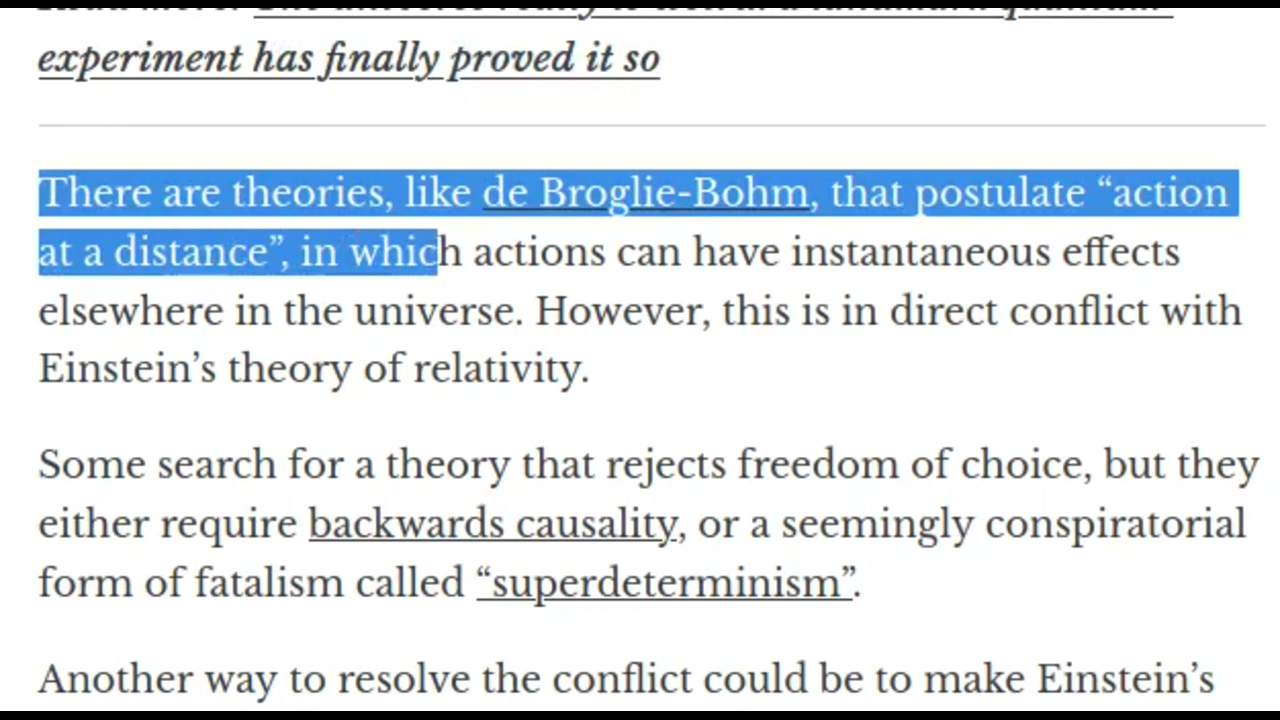 experiment has finally proved it so
There are theories, like de Broglie-Bohm, that postulate “action
at a distance”, in which actions can have instantaneous effects
elsewhere in the universe. However, this is in direct conflict with
Einstein’s theory of relativity.
Some search for a theory that rejects freedom of choice, but they
either require backwards causality, or a seemingly conspiratorial
form of fatalism called “superdeterminism”.
Another way to resolve the conflict could be to make Einstein’s